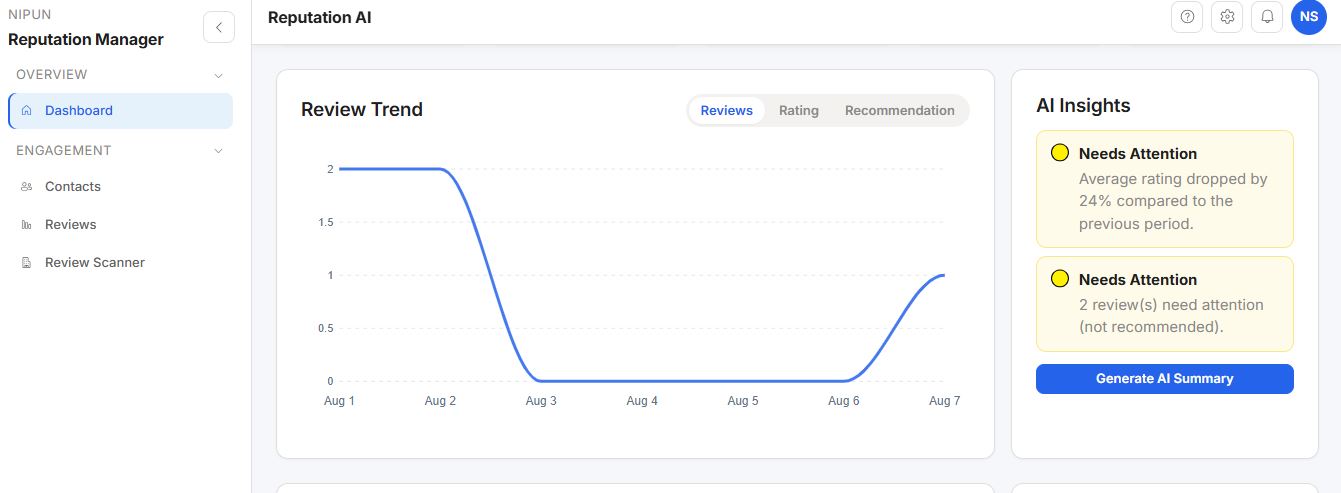 NIPUN
Reputation Manager
OVERVIEW
Dashboard
ENGAGEMENT
Contacts
Reviews
Review Scanner
Reputation AI
NS
Review Trend
Reviews Rating Recommendation
2
1.5
1
0.5
0
Aug 1 Aug 2 Aug 3 Aug 4 Aug 5 Aug 6 Aug 7
AI Insights
Needs Attention
Average rating dropped by
24% compared to the
previous period.
Needs Attention
2 review(s) need attention
(not recommended).
Generate AI Summary